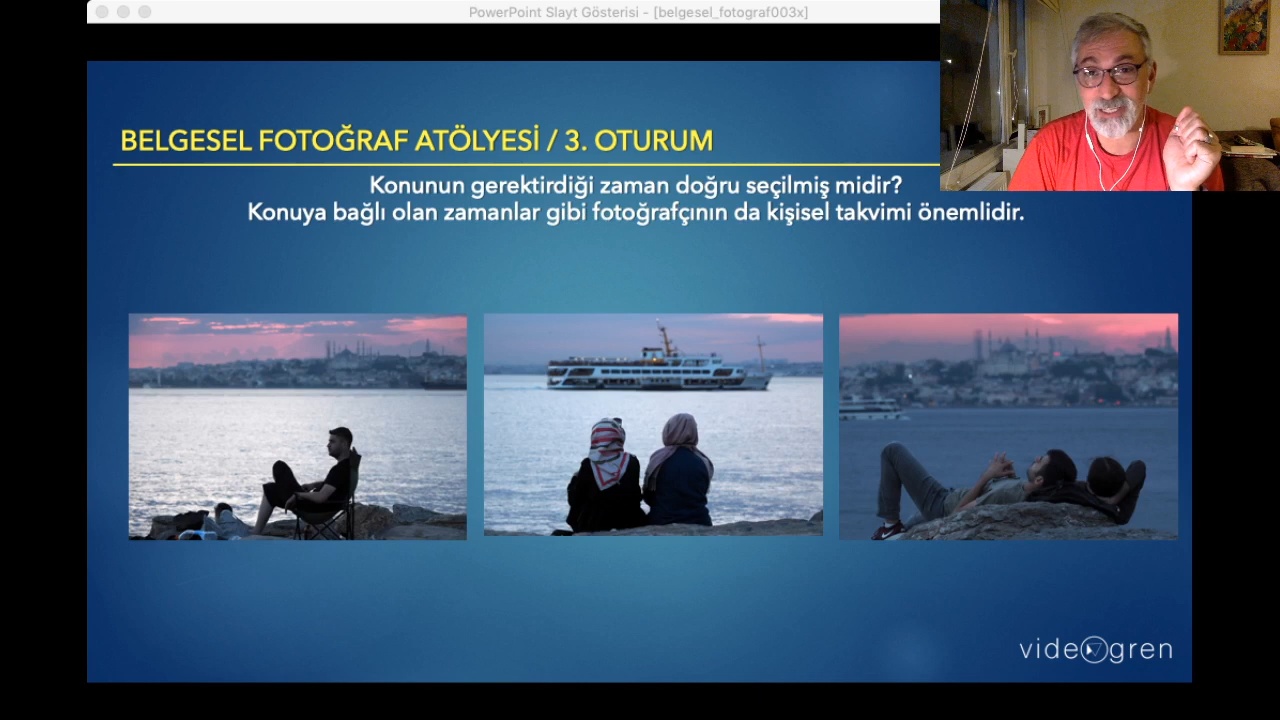 PowerPoint Slayt Gösterisi - [belgesel_fotograf003x]
BELGESEL FOTOĞRAF ATÖLYESİ / 3. OTURUM
Konunun gerektirdiği zaman doğru seçilmiş midir?
Konuya bağlı olan zamanlar gibi fotoğrafçının da kişisel takvimi önemlidir.
videogren